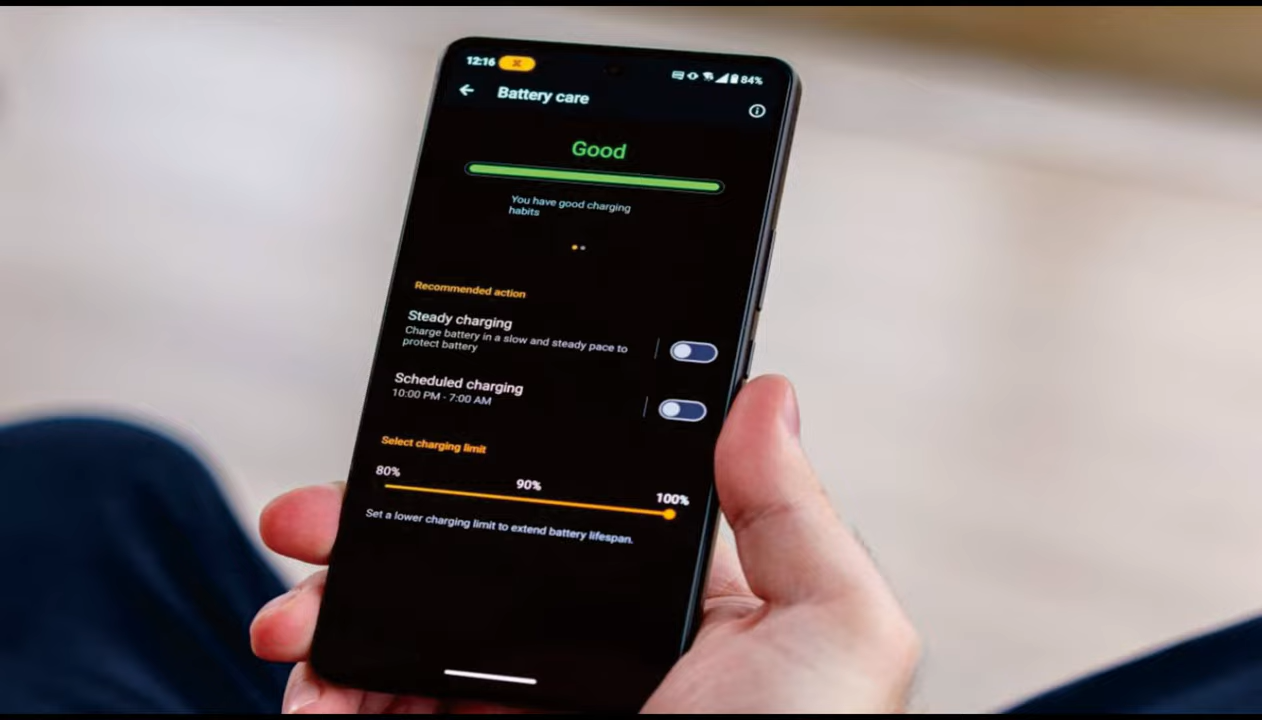 12:16 84%
Battery care
Good
You have good charging
habits
Recommended action
Steady charging
Charge battery in a slow and steady pace to
protect battery
Scheduled charging
10:00 PM - 7:00 AM
Select charging limit
80% 90% 100%
Set a lower charging limit to extend battery lifespan.